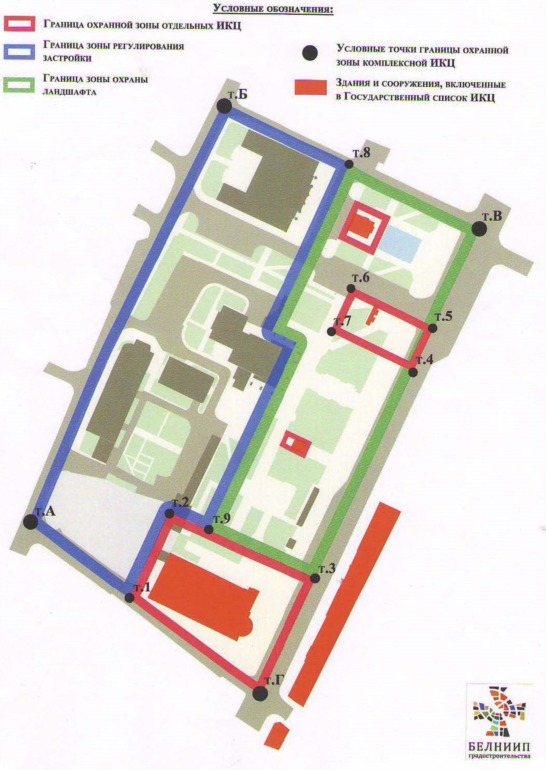 Условные обозначения:
Граница охранной зоны отдельных ИКЦ
Граница зоны регулирования
застройки
Граница зоны охраны
ландшафта
Условные точки границы охранной
зоны комплексной ИКЦ
Здания и сооружения, включенные
в Государственный список ИКЦ
т.Б
т.8
т.В
т.6
т.7
т.5
т.4
т.А
т.2
т.9
т.3
т.1
т.Г
БЕЛНИИП
градостроительства